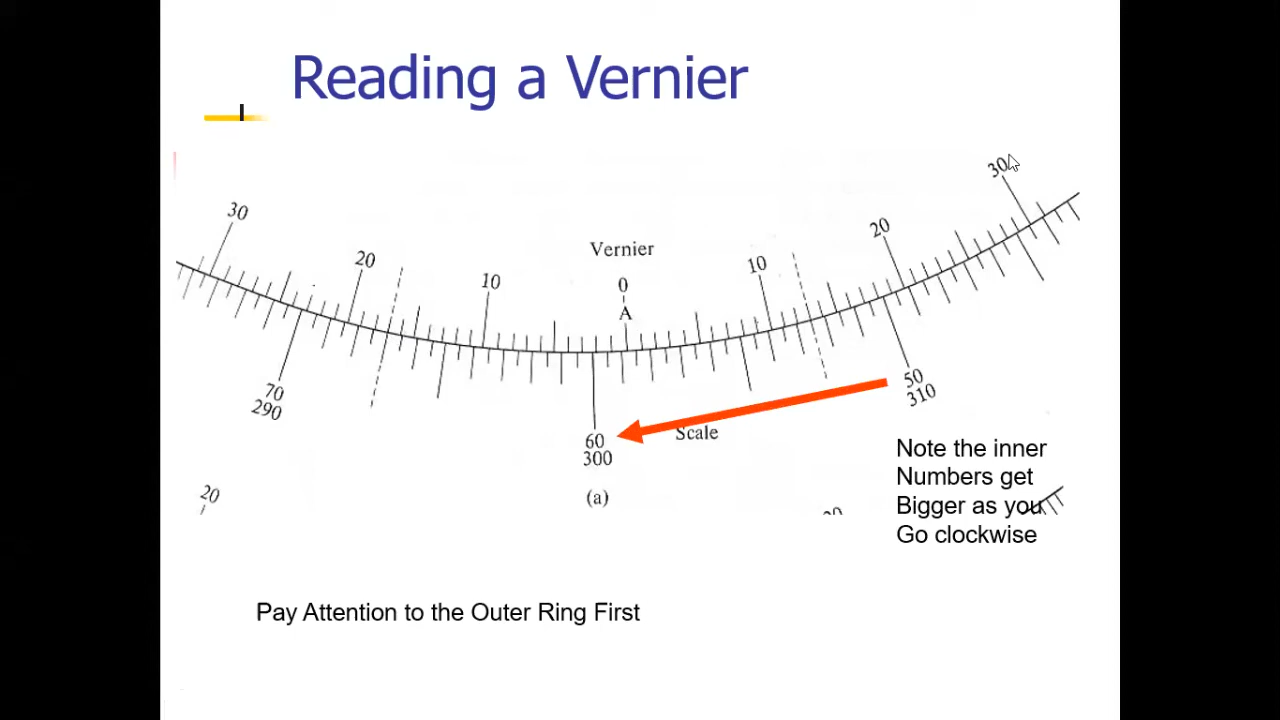 Reading a Vernier
30
30
20
20
Vernier
10
10
0
A
70
290
50
310
60
300
Scale
(a)
20
Note the inner
Numbers get
Bigger as you
Go clockwise
Pay Attention to the Outer Ring First